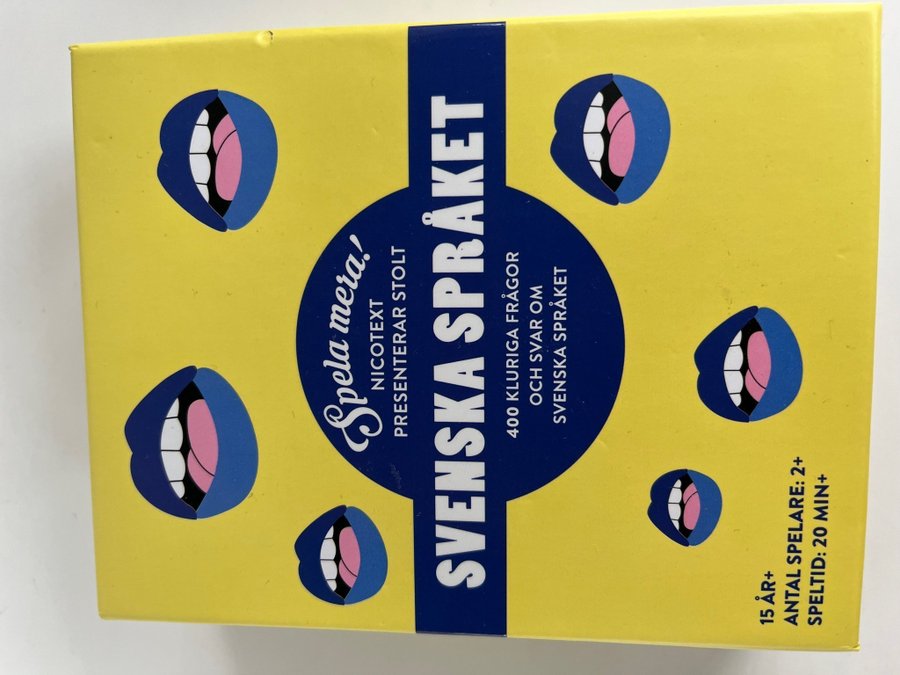 Spela mera!
NICOTEXT
PRESENTERAR STOLT
SVENSKA SPRÅKET
400 KLURIGA FRÅGOR
OCH SVAR OM
SVENSKA SPRÅKET
15 ÅR+
ANTAL SPELARE: 2+
SPELTID: 20 MIN+